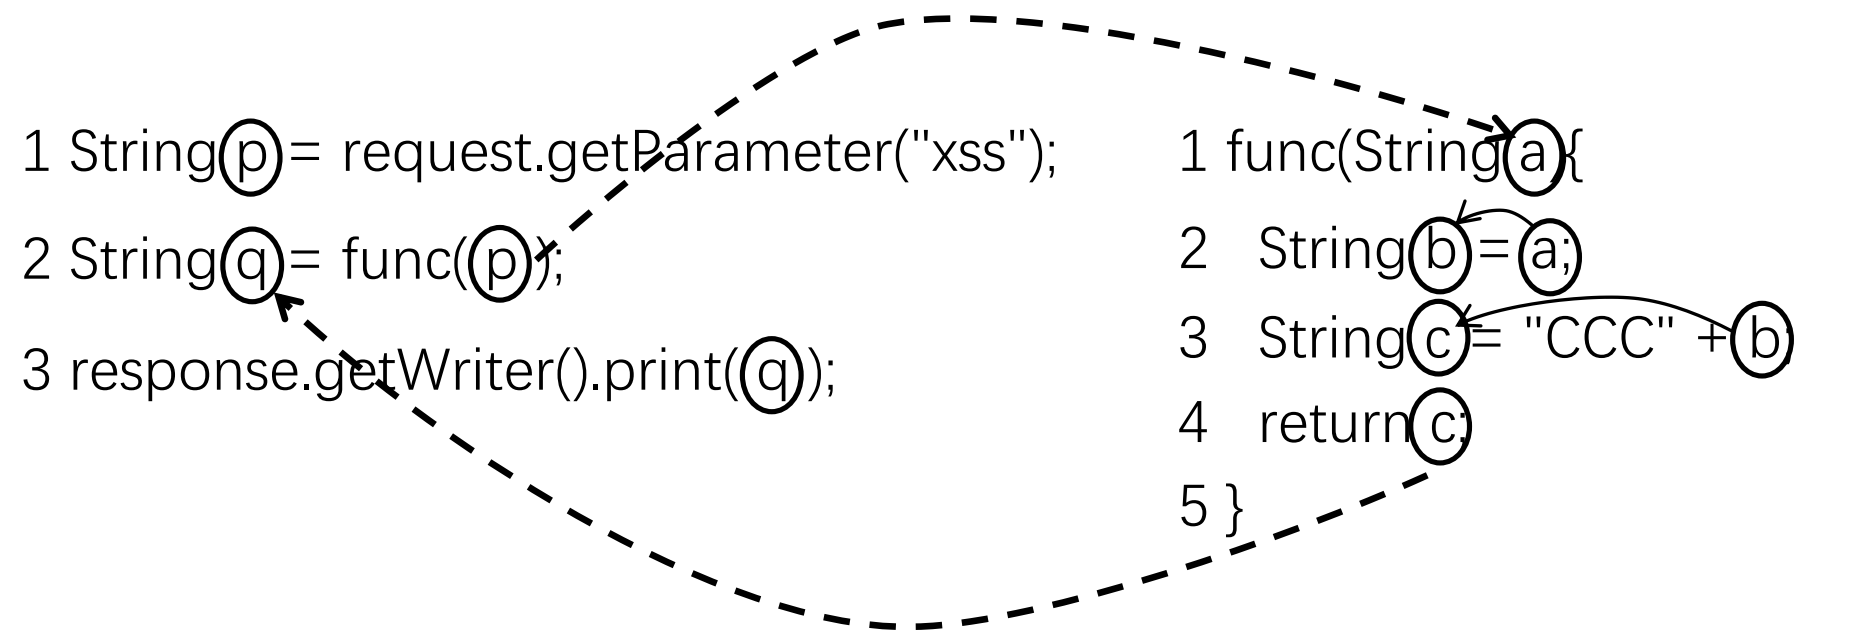 1 String p = request.getParameter("xss");
2 String q = func(p);
3 response.getWriter().print(q);
1 func(String a){
2 String b = a;
3 String c = "CCC" + b;
4 return c;
5 }